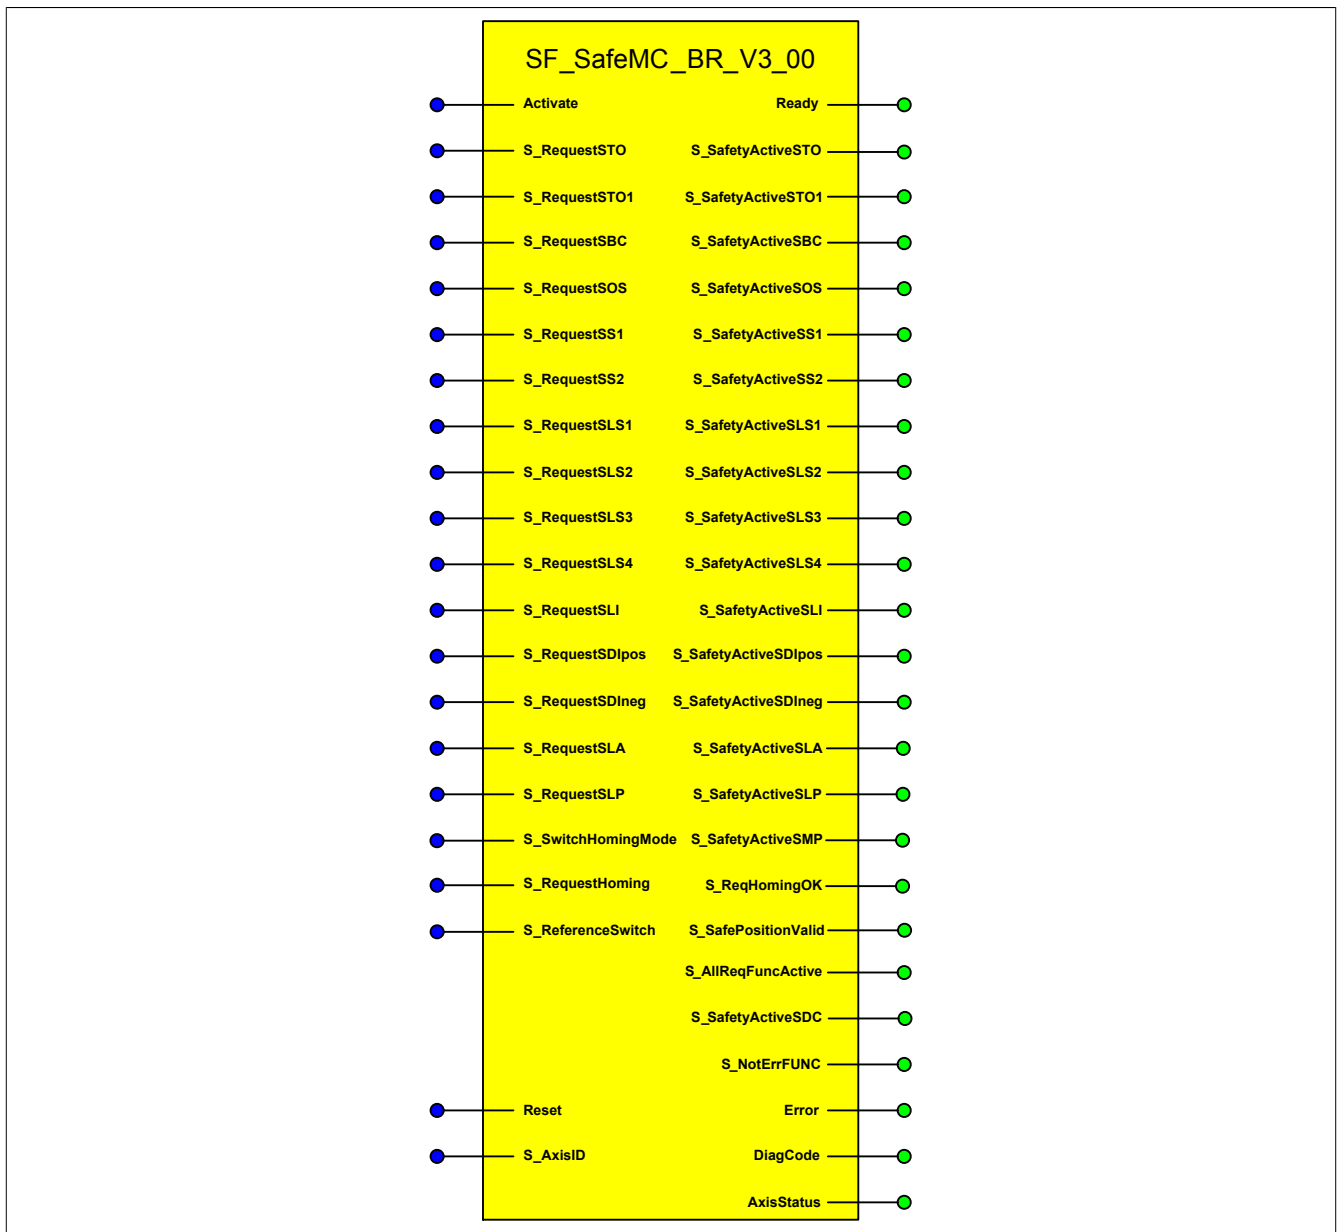 SF_SafeMC_BR_V3_00
Activate Ready
S_RequestSTO S_SafetyActiveSTO
S_RequestSTO1 S_SafetyActiveSTO1
S_RequestSBC S_SafetyActiveSBC
S_RequestSOS S_SafetyActiveSOS
S_RequestSS1 S_SafetyActiveSS1
S_RequestSS2 S_SafetyActiveSS2
S_RequestSLS1 S_SafetyActiveSLS1
S_RequestSLS2 S_SafetyActiveSLS2
S_RequestSLS3 S_SafetyActiveSLS3
S_RequestSLS4 S_SafetyActiveSLS4
S_RequestSLI S_SafetyActiveSLI
S_RequestSDIpos S_SafetyActiveSDIpos
S_RequestSDIneg S_SafetyActiveSDIneg
S_RequestSLA S_SafetyActiveSLA
S_RequestSLP S_SafetyActiveSLP
S_SwitchHomingMode S_SafetyActiveSMP
S_RequestHoming S_ReqHomingOK
S_ReferenceSwitch S_SafePositionValid
S_AllReqFuncActive
S_SafetyActiveSDC
S_NotErrFUNC
Reset Error
S_AxisID DiagCode
AxisStatus